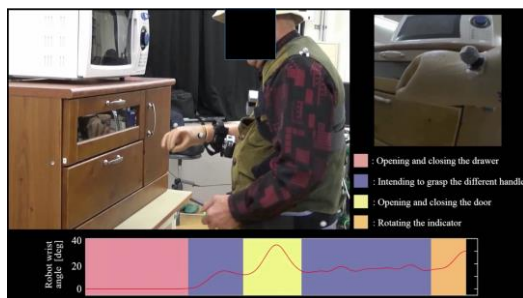 : Opening and closing the drawer
: Intending to grasp the different handle
: Opening and closing the door
: Rotating the indicator
Robot wrist
angle [deg]
40
20
0